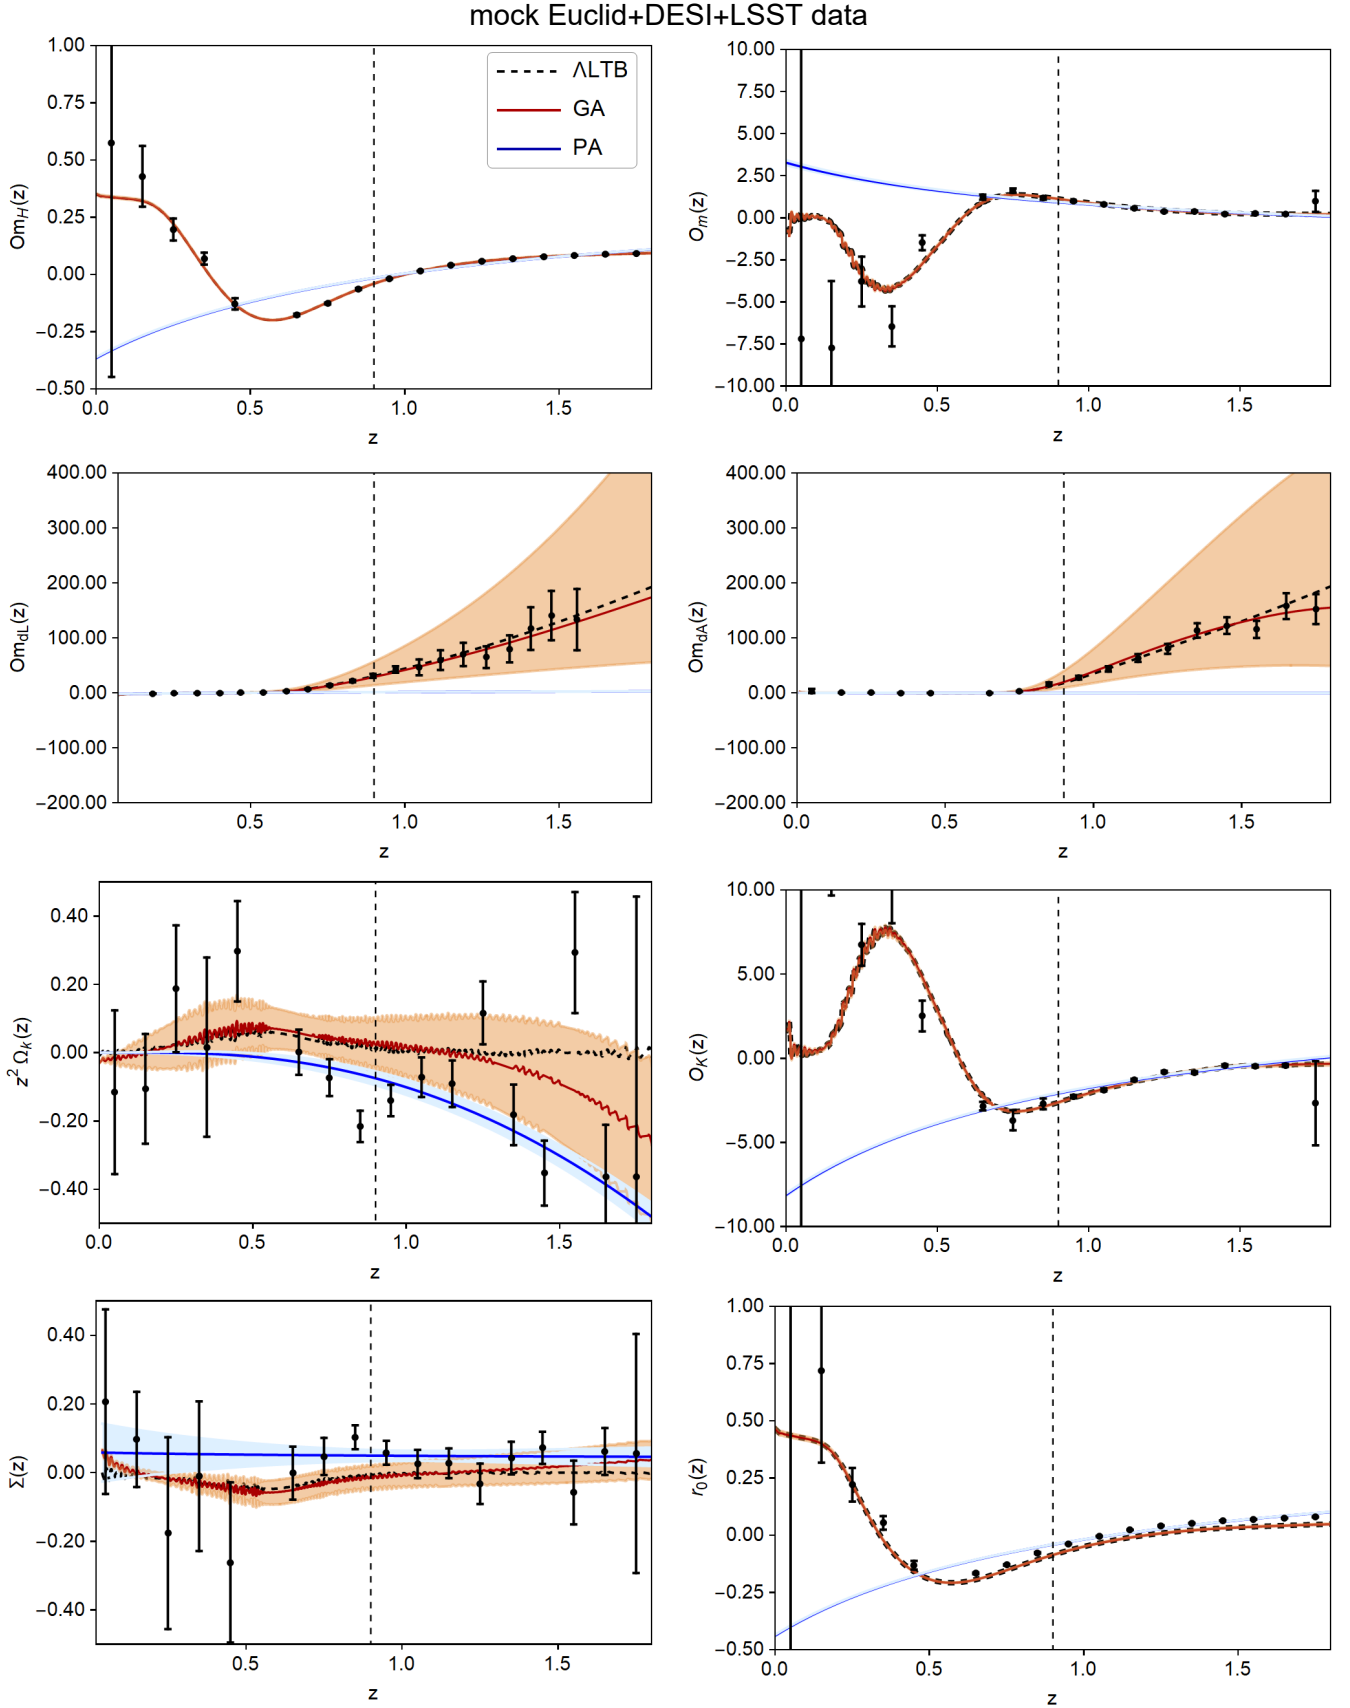 mock Euclid+DESI+LSST data
1.00
0.75
0.50
0.25
0.00
−0.25
−0.50
Om_H(z)
0.0 0.5 1.0 1.5
z
ΛLTB
GA
PA
10.00
7.50
5.00
2.50
0.00
−2.50
−5.00
−7.50
−10.00
O_m(z)
0.0 0.5 1.0 1.5
z
400.00
300.00
200.00
100.00
0.00
−100.00
−200.00
Om_dL(z)
0.5 1.0 1.5
z
400.00
300.00
200.00
100.00
0.00
−100.00
−200.00
Om_dA(z)
0.0 0.5 1.0 1.5
z
0.40
0.20
0.00
−0.20
−0.40
z² Ω_k(z)
0.0 0.5 1.0 1.5
z
10.00
5.00
0.00
−5.00
−10.00
O_K(z)
0.0 0.5 1.0 1.5
z
0.40
0.20
0.00
−0.20
−0.40
Σ(z)
0.5 1.0 1.5
z
1.00
0.75
0.50
0.25
0.00
−0.25
−0.50
r_0(z)
0.0 0.5 1.0 1.5
z